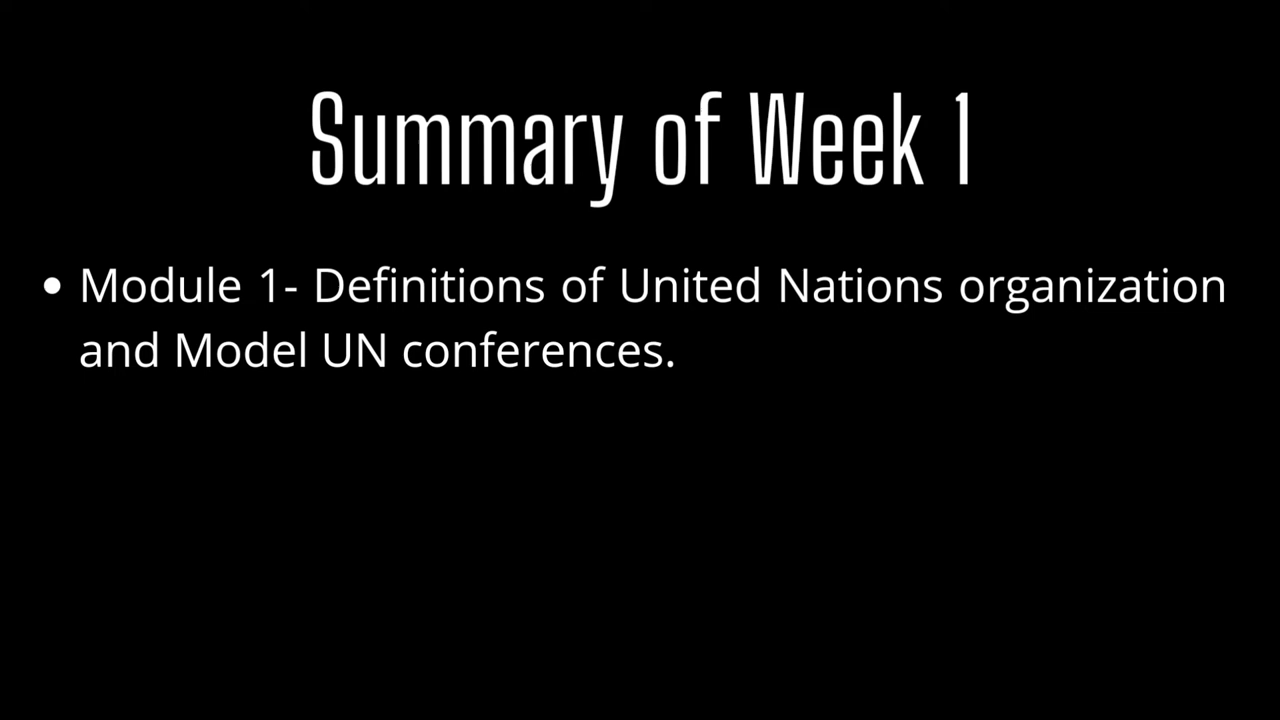 Summary of Week 1
• Module 1- Definitions of United Nations organization
and Model UN conferences.